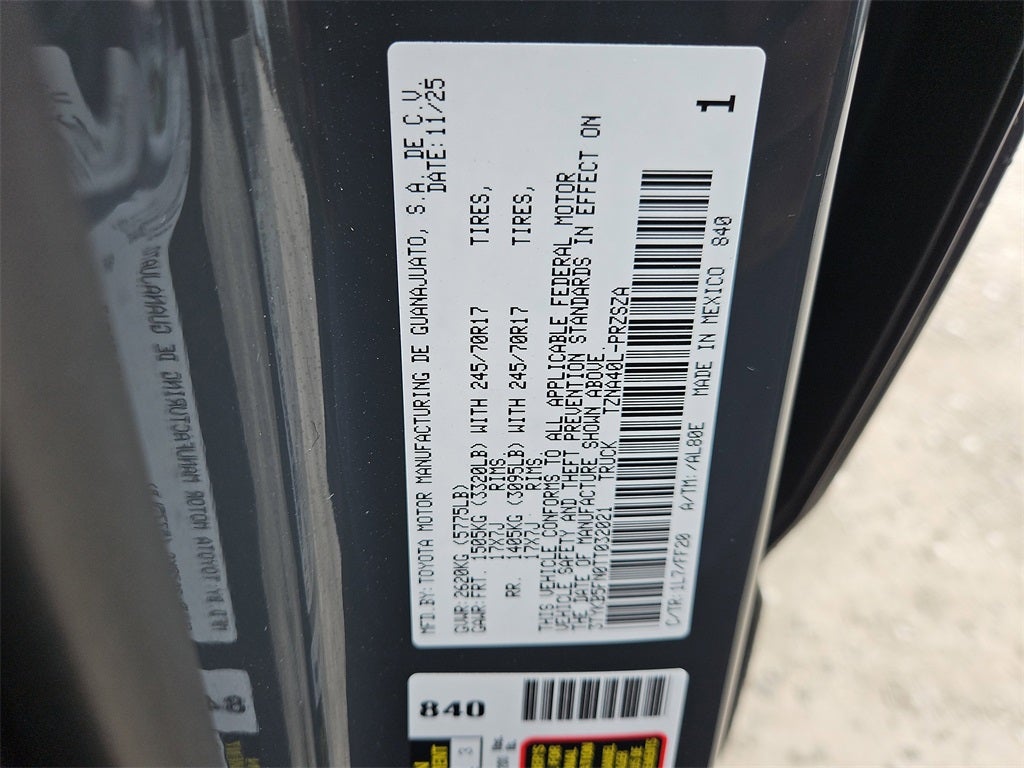 MFD.BY:TOYOTA MOTOR MANUFACTURING DE GUANAJUATO, S.A. DE C.V.
DATE:11/25
GVWR:2620KG (5775LB)
GAWR:FRT. 1505KG (3320LB) WITH 245/70R17 TIRES,
17X7J RIMS.
RR. 1405KG (3095LB) WITH 245/70R17 TIRES,
17X7J RIMS.
THIS VEHICLE CONFORMS TO ALL APPLICABLE FEDERAL MOTOR
VEHICLE SAFETY AND THEFT PREVENTION STANDARDS IN EFFECT ON
THE DATE OF MANUFACTURE SHOWN ABOVE.
3TYKD5FN0TT032021 TRUCK TZNA40L-PRZSZA
C/TR:1L7/FF20 A/TM:/AL80E MADE IN MEXICO 840
1
840
3